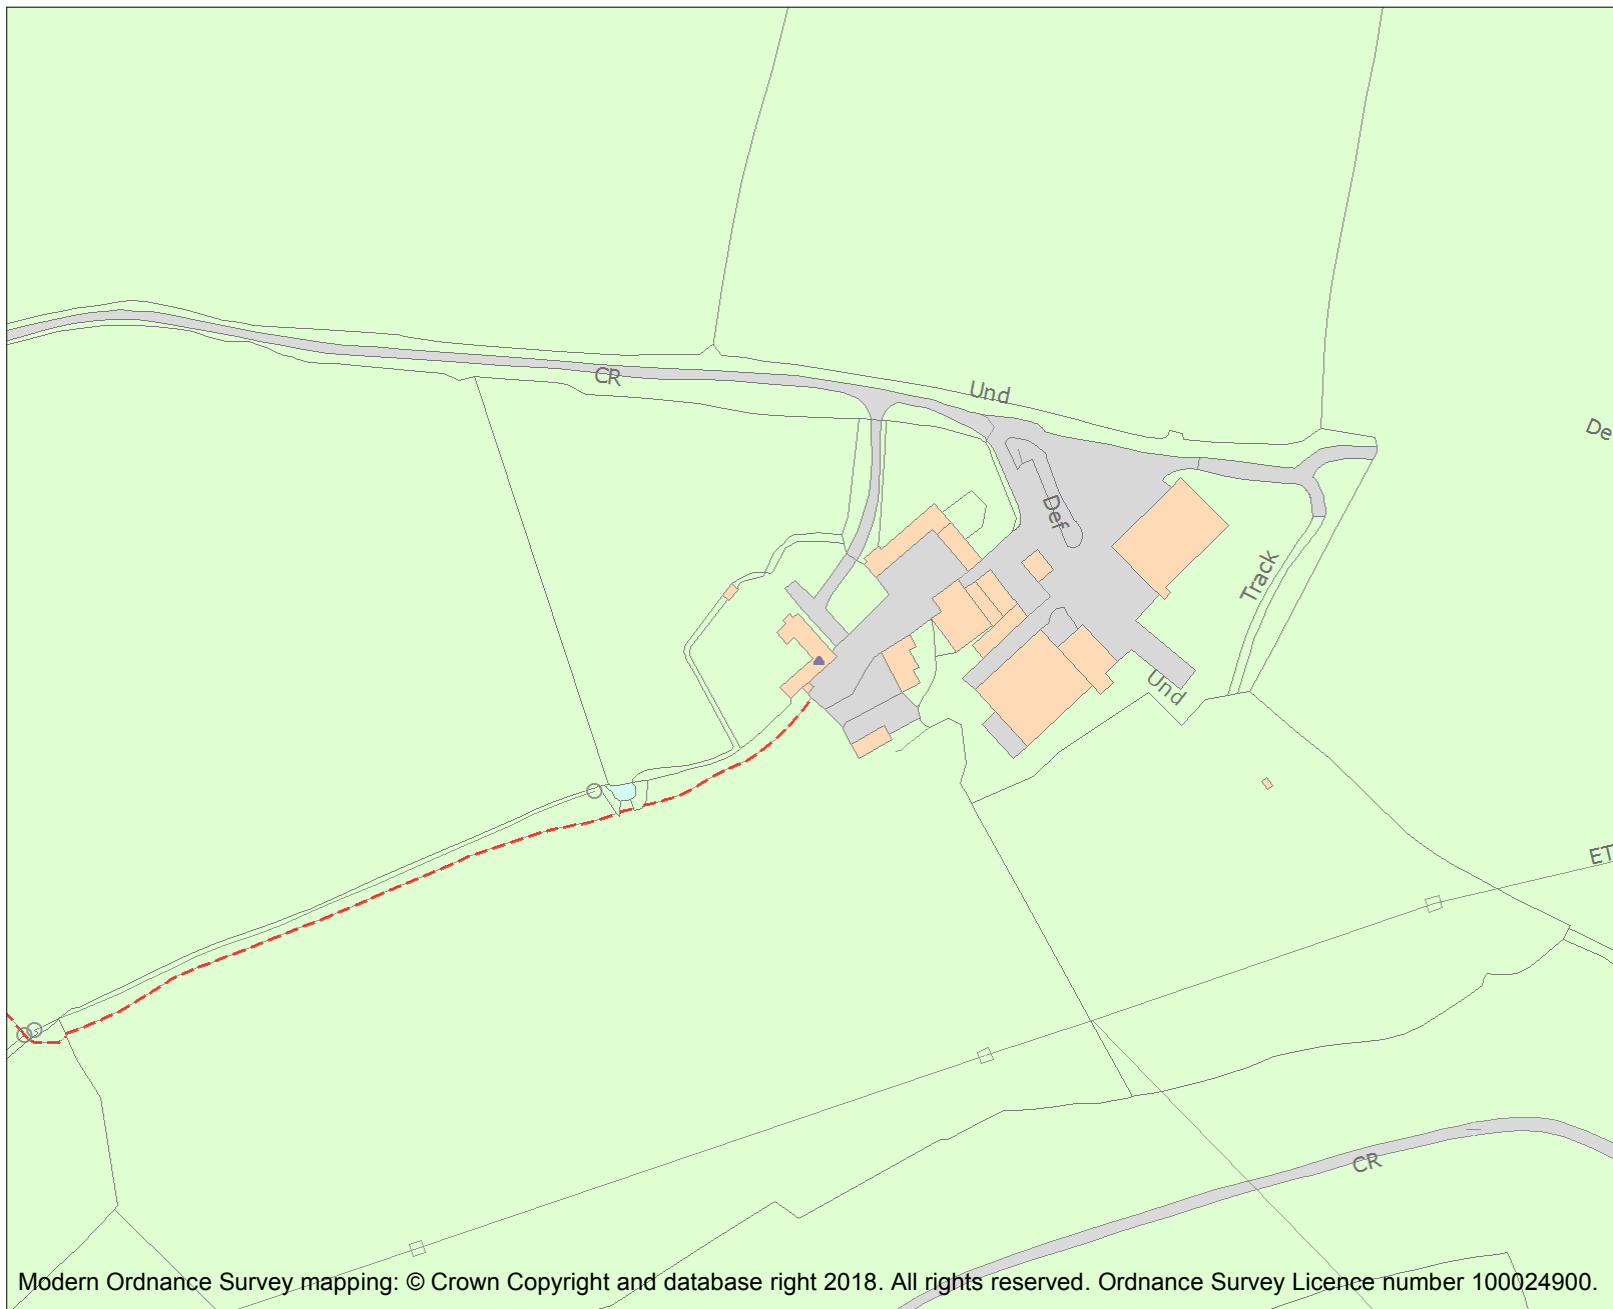 CR
Und
De
Def
Track
Und
ET
CR
Modern Ordnance Survey mapping: © Crown Copyright and database right 2018. All rights reserved. Ordnance Survey Licence number 100024900.